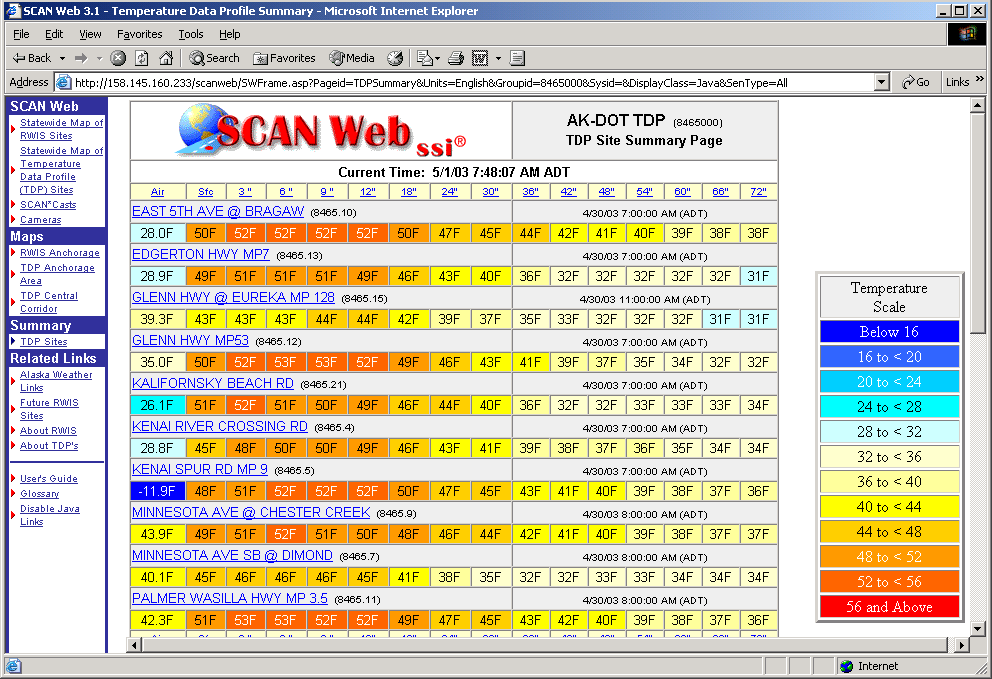 SCAN Web 3.1 - Temperature Data Profile Summary - Microsoft Internet Explorer
File Edit View Favorites Tools Help
Back Search Favorites Media
Address http://158.145.160.233/scanweb/SWFrame.asp?Pageid=TDPSummary&Units=English&Groupid=8465000&Sysid=&DisplayClass=Java&SenType=All Go Links »
SCAN Web
Statewide Map of
RWIS Sites
Statewide Map of
Temperature
Data Profile
(TDP) Sites
SCAN*Casts
Cameras
Maps
RWIS Anchorage
TDP Anchorage
Area
TDP Central
Corridor
Summary
TDP Sites
Related Links
Alaska Weather
Links
Future RWIS
Sites
About RWIS
About TDP's
User's Guide
Glossary
Disable Java
Links
SCAN Web ssi®
AK-DOT TDP (8465000)
TDP Site Summary Page
Current Time: 5/1/03 7:48:07 AM ADT
Air Sfc 3 " 6 " 9 " 12" 18" 24" 30" 36" 42" 48" 54" 60" 66" 72"
EAST 5TH AVE @ BRAGAW (8465.10) 4/30/03 7:00:00 AM (ADT)
28.0F 50F 52F 52F 52F 52F 50F 47F 45F 44F 42F 41F 40F 39F 38F 38F
EDGERTON HWY MP7 (8465.13) 4/30/03 7:00:00 AM (ADT)
28.9F 49F 51F 51F 51F 49F 46F 43F 40F 36F 32F 32F 32F 32F 32F 31F
GLENN HWY @ EUREKA MP 128 (8465.15) 4/30/03 11:00:00 AM (ADT)
39.3F 43F 43F 43F 44F 44F 42F 39F 37F 35F 33F 32F 32F 32F 31F 31F
GLENN HWY MP53 (8465.12) 4/30/03 7:00:00 AM (ADT)
35.0F 50F 52F 53F 53F 52F 49F 46F 43F 41F 39F 37F 35F 34F 32F 32F
KALIFORNSKY BEACH RD (8465.21) 4/30/03 7:00:00 AM (ADT)
26.1F 51F 52F 51F 50F 49F 46F 44F 40F 36F 32F 32F 33F 33F 33F 34F
KENAI RIVER CROSSING RD (8465.4) 4/30/03 7:00:00 AM (ADT)
28.8F 45F 48F 50F 50F 49F 46F 43F 41F 39F 38F 37F 36F 35F 34F 34F
KENAI SPUR RD MP 9 (8465.5) 4/30/03 7:00:00 AM (ADT)
-11.9F 48F 51F 52F 52F 52F 50F 47F 45F 43F 41F 40F 39F 38F 37F 36F
MINNESOTA AVE @ CHESTER CREEK (8465.9) 4/30/03 8:00:00 AM (ADT)
43.9F 49F 51F 52F 51F 50F 48F 46F 44F 42F 41F 40F 39F 38F 37F 37F
MINNESOTA AVE SB @ DIMOND (8465.7) 4/30/03 8:00:00 AM (ADT)
40.1F 45F 46F 46F 46F 45F 41F 38F 35F 32F 32F 33F 33F 34F 34F 34F
PALMER WASILLA HWY MP 3.5 (8465.11) 4/30/03 8:00:00 AM (ADT)
42.3F 51F 53F 53F 52F 52F 49F 47F 45F 43F 42F 40F 39F 38F 37F 36F
Temperature
Scale
Below 16
16 to < 20
20 to < 24
24 to < 28
28 to < 32
32 to < 36
36 to < 40
40 to < 44
44 to < 48
48 to < 52
52 to < 56
56 and Above
Internet